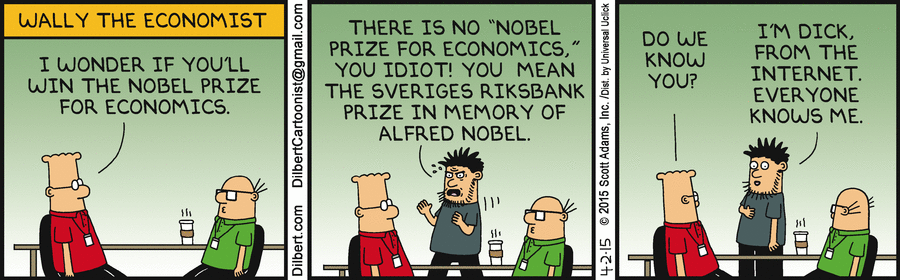 WALLY THE ECONOMIST
I WONDER IF YOU'LL
WIN THE NOBEL PRIZE
FOR ECONOMICS.
Dilbert.com DilbertCartoonist@gmail.com
THERE IS NO "NOBEL
PRIZE FOR ECONOMICS,"
YOU IDIOT! YOU MEAN
THE SVERIGES RIKSBANK
PRIZE IN MEMORY OF
ALFRED NOBEL.
4-2-15 © 2015 Scott Adams, Inc. /Dist. by Universal Uclick
DO WE
KNOW
YOU?
I'M DICK,
FROM THE
INTERNET.
EVERYONE
KNOWS ME.